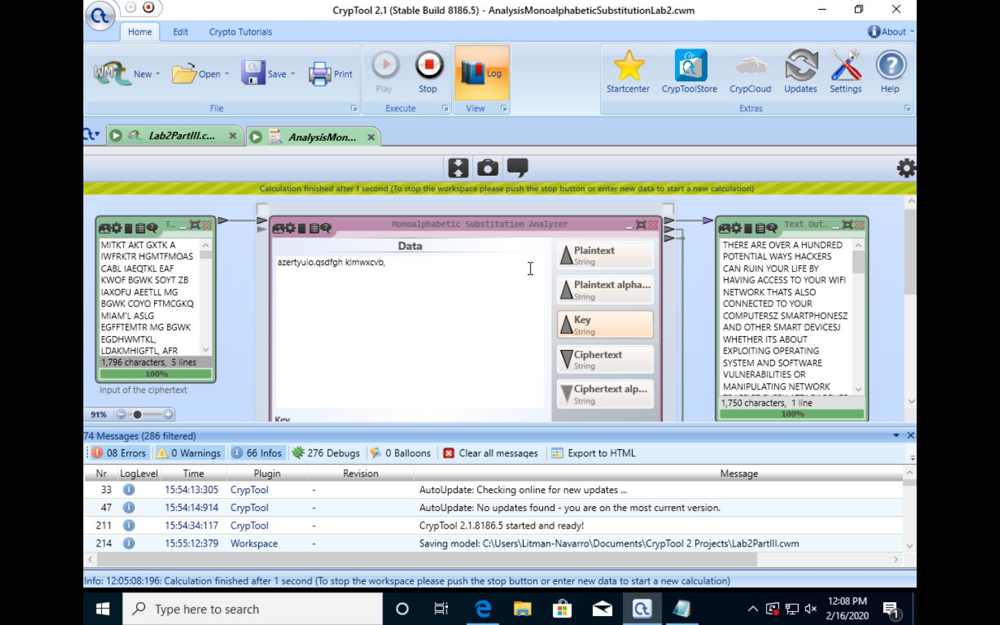 CrypTool 2.1 (Stable Build 8186.5) - AnalysisMonoalphabeticSubstitutionLab2.cwm
Home Edit Crypto Tutorials About
New Open Save Print Play Stop Log Startcenter CrypToolStore CrypCloud Updates Settings Help
File Execute View Extras
Lab2PartIII.c... AnalysisMon...
Calculation finished after 1 second (To stop the workspace please push the stop button or enter new data to start a new calculation)
T...
MITKT AKT GXTK A
IWFRKTR HGMTFMOAS
CABL IAEQTKL EAF
KWOF BGWK SOYT ZB
IAXOFU AEETLL MG
BGWK COYO FTMCGKQ
MIAM'L ASLG
EGFFTEMTR MG BGWK
EGDHWMTKL,
LDAKMHIGFTL, AFR
1,796 characters, 5 lines
100%
Input of the ciphertext
91%
Monoalphabetic Substitution Analyzer
Data
azertyuio.qsdfgh klmwxcvb,
Key
Plaintext
String
Plaintext alpha...
String
Key
String
Ciphertext
String
Ciphertext alp...
String
Text Out...
THERE ARE OVER A HUNDRED
POTENTIAL WAYS HACKERS
CAN RUIN YOUR LIFE BY
HAVING ACCESS TO YOUR WIFI
NETWORK THATS ALSO
CONNECTED TO YOUR
COMPUTERSZ SMARTPHONESZ
AND OTHER SMART DEVICESJ
WHETHER ITS ABOUT
EXPLOITING OPERATING
SYSTEM AND SOFTWARE
VULNERABILITIES OR
MANIPULATING NETWORK
1,750 characters, 1 line
100%
74 Messages (286 filtered)
08 Errors 0 Warnings 66 Infos 276 Debugs 0 Balloons Clear all messages Export to HTML
Nr LogLevel Time Plugin Revision Message
33 15:54:13:305 CrypTool - AutoUpdate: Checking online for new updates ...
47 15:54:14:914 CrypTool - AutoUpdate: No updates found - you are on the most current version.
211 15:54:34:117 CrypTool - CrypTool 2.1.8186.5 started and ready!
214 15:55:12:379 Workspace - Saving model: C:\Users\Litman-Navarro\Documents\CrypTool 2 Projects\Lab2PartIII.cwm
Info: 12:05:08:196: Calculation finished after 1 second (To stop the workspace please push the stop button or enter new data to start a new calculation)
Type here to search
12:08 PM
2/16/2020
1